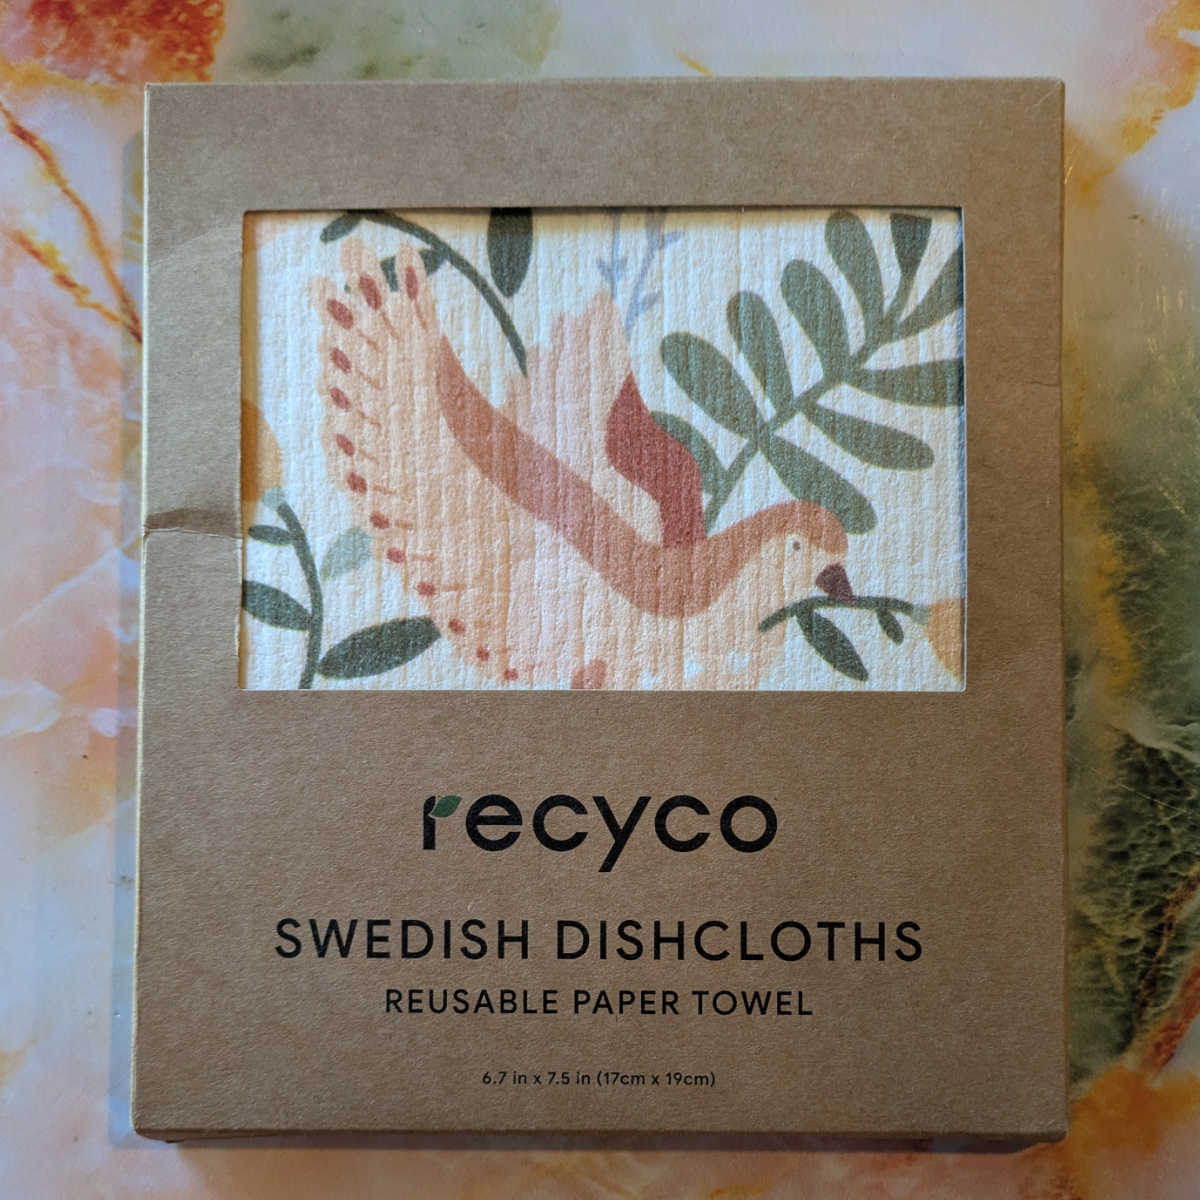 recyco
SWEDISH DISHCLOTHS
REUSABLE PAPER TOWEL
6.7 in x 7.5 in (17cm x 19cm)